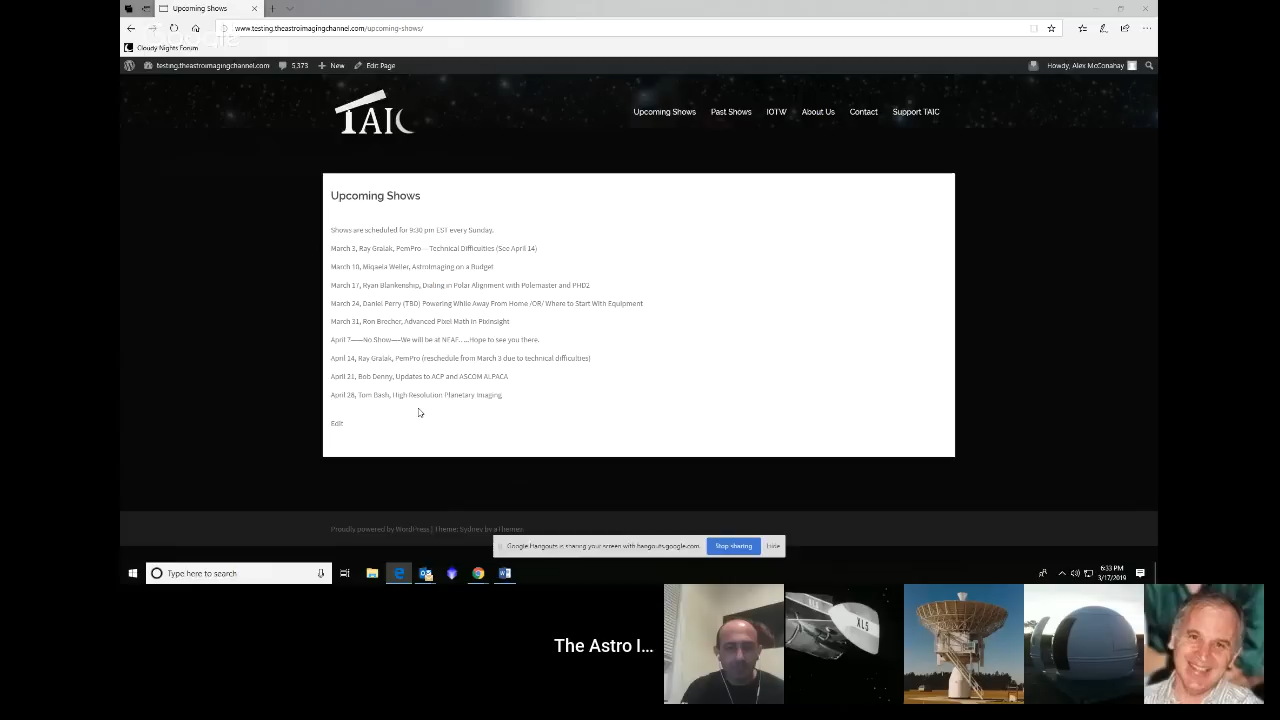 Upcoming Shows
www.testing.theastroimagingchannel.com/upcoming-shows/
Cloudy Nights Forum
testing.theastroimagingchannel.com 5,373 New Edit Page Howdy, Alex McConahay
TAIC
Upcoming Shows Past Shows IOTW About Us Contact Support TAIC
Upcoming Shows
Shows are scheduled for 9:30 pm EST every Sunday.
March 3, Ray Gralak, PemPro— Technical Difficulties (See April 14)
March 10, Miqaela Weller, AstroImaging on a Budget
March 17, Ryan Blankenship, Dialing in Polar Alignment with Polemaster and PHD2
March 24, Daniel Perry (TBD) Powering While Away From Home /OR/ Where to Start With Equipment
March 31, Ron Brecher, Advanced Pixel Math in PixInsight
April 7——No Show—-We will be at NEAF.. ...Hope to see you there.
April 14, Ray Gralak, PemPro (reschedule from March 3 due to technical difficulties)
April 21, Bob Denny, Updates to ACP and ASCOM ALPACA
April 28, Tom Bash, High Resolution Planetary Imaging
Edit
Proudly powered by WordPress | Theme: Sydney by aThemes.
Google Hangouts is sharing your screen with hangouts.google.com. Stop sharing Hide
Type here to search
6:33 PM
3/17/2019
The Astro I...
XLS